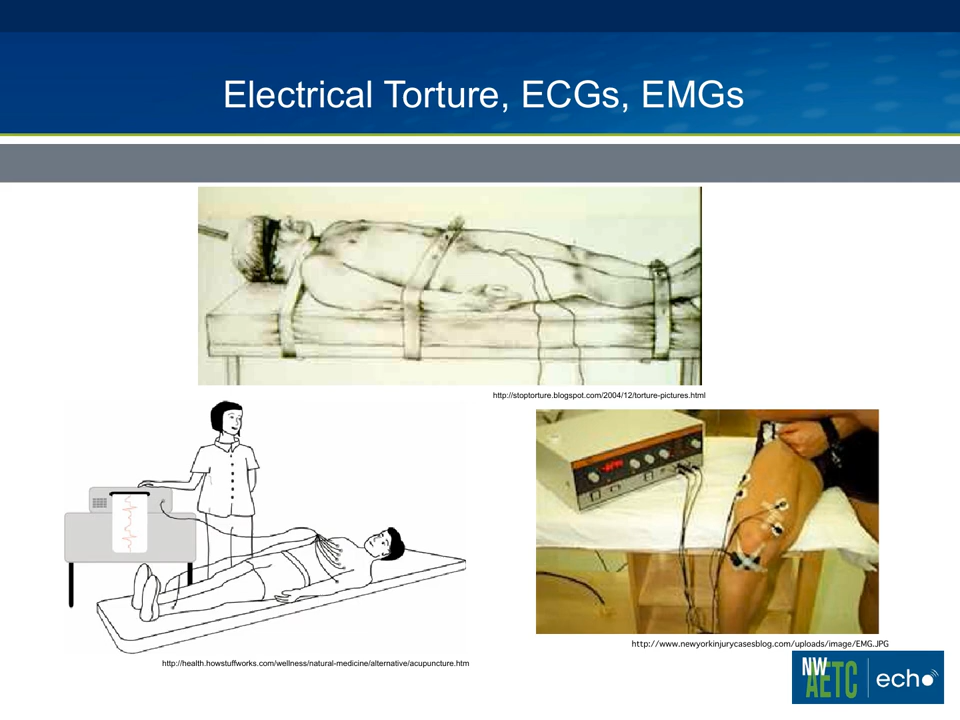 Electrical Torture, ECGs, EMGs
http://stoptorture.blogspot.com/2004/12/torture-pictures.html
http://www.newyorkinjurycasesblog.com/uploads/image/EMG.JPG
http://health.howstuffworks.com/wellness/natural-medicine/alternative/acupuncture.htm
NW
AETC
echo